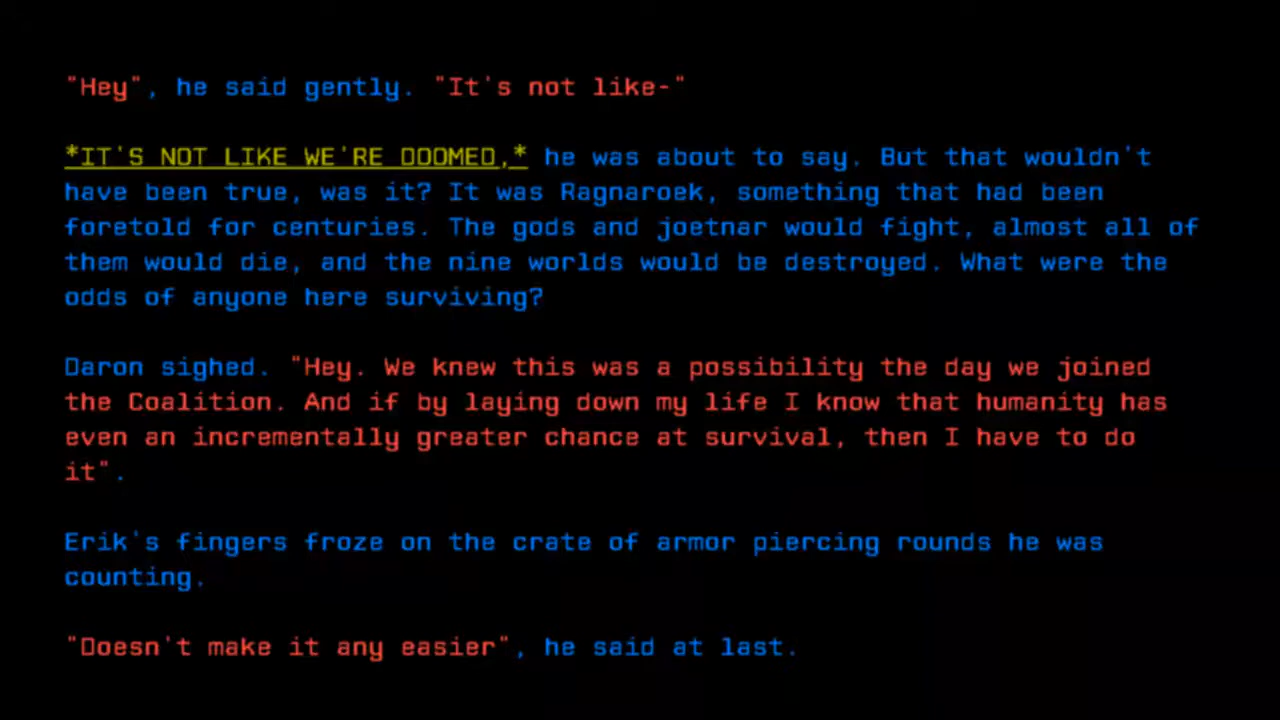 "Hey", he said gently. "It's not like-"
*IT'S NOT LIKE WE'RE DOOMED,* he was about to say. But that wouldn't
have been true, was it? It was Ragnaroek, something that had been
foretold for centuries. The gods and joetnar would fight, almost all of
them would die, and the nine worlds would be destroyed. What were the
odds of anyone here surviving?
Daron sighed. "Hey. We knew this was a possibility the day we joined
the Coalition. And if by laying down my life I know that humanity has
even an incrementally greater chance at survival, then I have to do
it".
Erik's fingers froze on the crate of armor piercing rounds he was
counting.
"Doesn't make it any easier", he said at last.